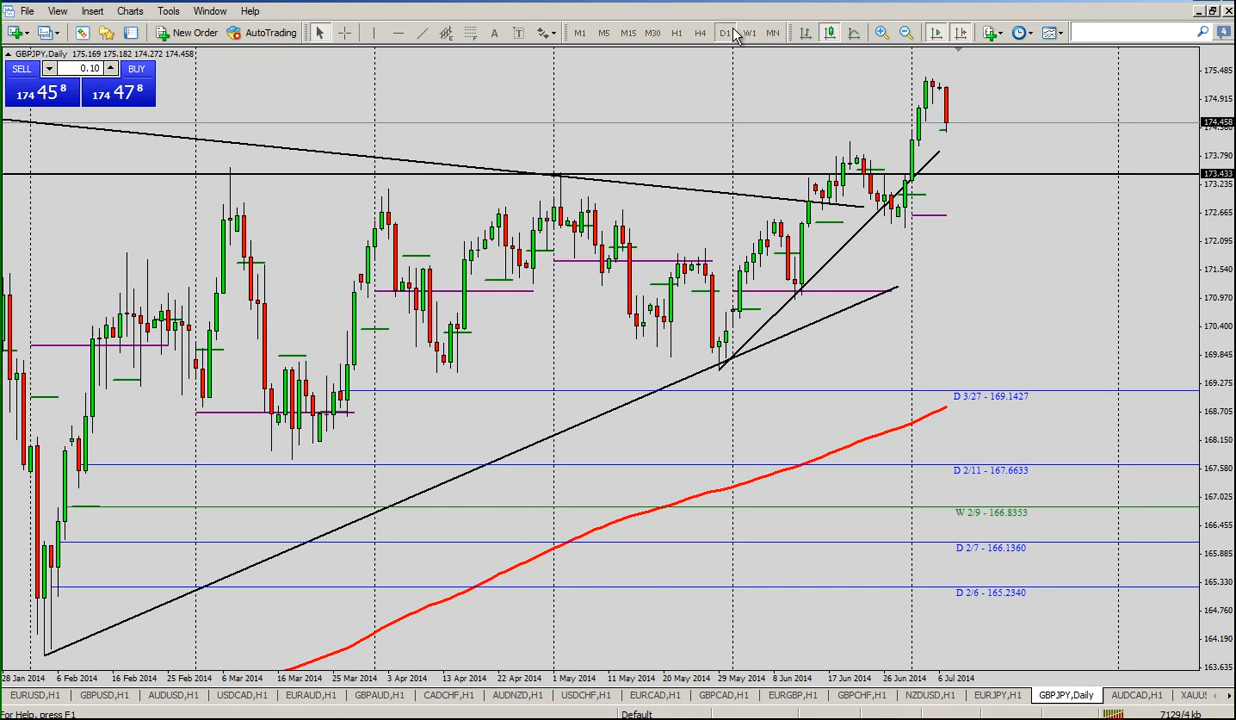 File View Insert Charts Tools Window Help
New Order AutoTrading A T M1 M5 M15 M30 H1 H4 D1 W1 MN 4
GBPJPY,Daily 175.169 175.182 174.272 174.458
SELL 0.10 BUY
174 45 8 174 47 8
175.485
174.915
174.458
173.790
173.433
173.235
172.665
172.095
171.540
170.970
170.400
169.845
169.275
D 3/27 - 169.1427
168.705
168.150
D 2/11 - 167.6633
167.580
167.025
W 2/9 - 166.8353
166.455
D 2/7 - 166.1360
165.885
165.330
D 2/6 - 165.2340
164.760
164.190
163.635
28 Jan 2014 6 Feb 2014 16 Feb 2014 25 Feb 2014 6 Mar 2014 16 Mar 2014 25 Mar 2014 3 Apr 2014 13 Apr 2014 22 Apr 2014 1 May 2014 11 May 2014 20 May 2014 29 May 2014 8 Jun 2014 17 Jun 2014 26 Jun 2014 6 Jul 2014
EURUSD,H1 GBPUSD,H1 AUDUSD,H1 USDCAD,H1 EURAUD,H1 GBPAUD,H1 CADCHF,H1 AUDNZD,H1 USDCHF,H1 EURCAD,H1 GBPCAD,H1 EURGBP,H1 GBPCHF,H1 NZDUSD,H1 EURJPY,H1 GBPJPY,Daily AUDCAD,H1 XAUUS
For Help, press F1 Default 7129/4 kb